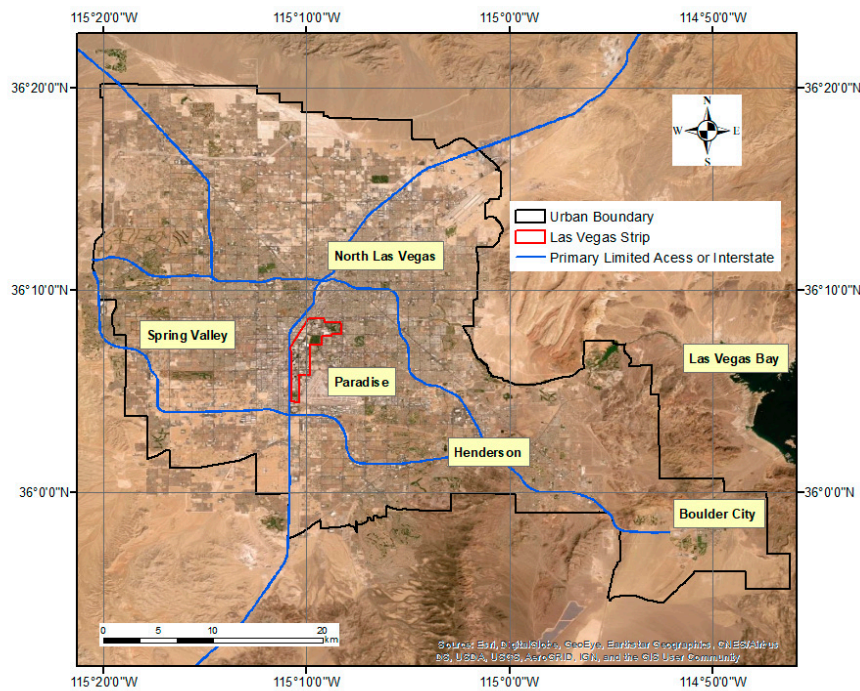 115°20'0"W 115°10'0"W 115°0'0"W 114°50'0"W
36°20'0"N
N
W E
S
Urban Boundary
Las Vegas Strip
Primary Limited Acess or Interstate
North Las Vegas
36°10'0"N 36°10'0"N
Spring Valley
Las Vegas Bay
Paradise
Henderson
36°0'0"N 36°0'0"N
Boulder City
0 5 10 20
km
Source: Esri, DigitalGlobe, GeoEye, Earthstar Geographics, CNES/Airbus
DS, USDA, USGS, AeroGRID, IGN, and the GIS User Community
36°20'0"N
115°20'0"W 115°10'0"W 115°0'0"W 114°50'0"W